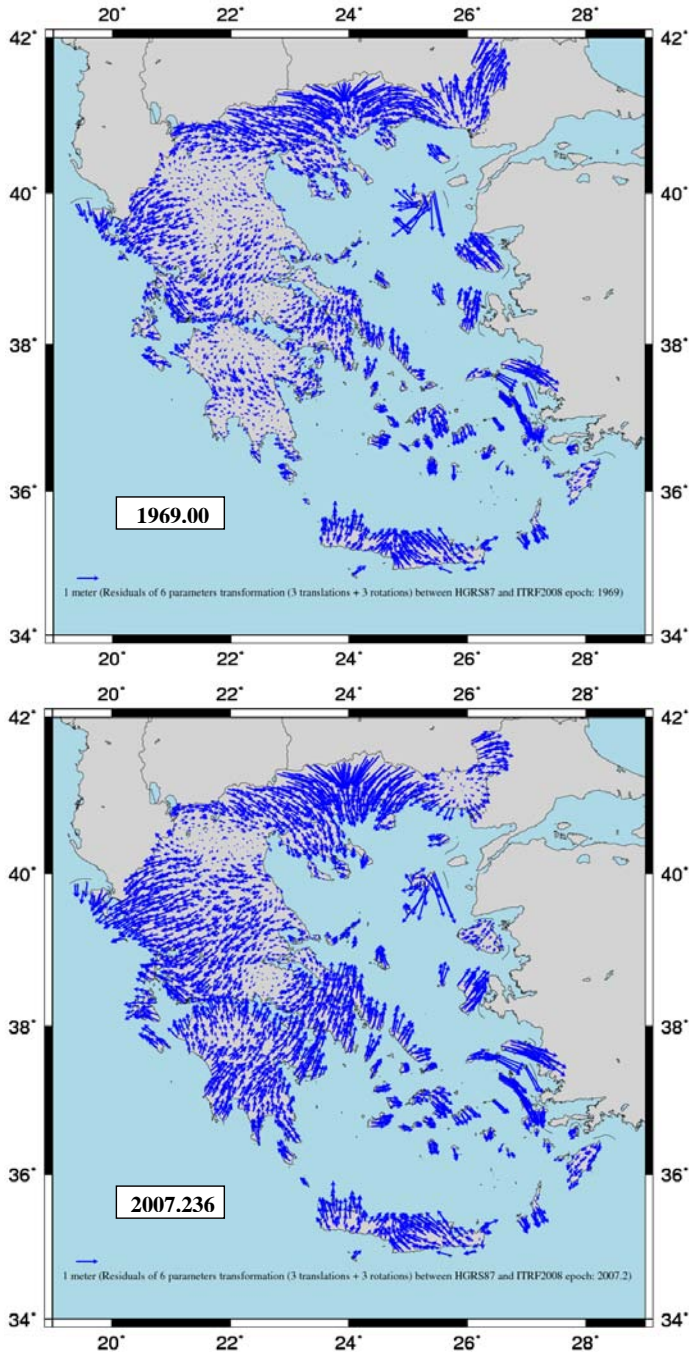 20˚ 22˚ 24˚ 26˚ 28˚
42˚ 42˚
40˚ 40˚
38˚ 38˚
36˚ 36˚
1969.00
1 meter (Residuals of 6 parameters transformation (3 translations + 3 rotations) between HGRS87 and ITRF2008 epoch: 1969)
34˚ 34˚
20˚ 22˚ 24˚ 26˚ 28˚
20˚ 22˚ 24˚ 26˚ 28˚
42˚ 42˚
40˚ 40˚
38˚ 38˚
36˚ 36˚
2007.236
1 meter (Residuals of 6 parameters transformation (3 translations + 3 rotations) between HGRS87 and ITRF2008 epoch: 2007.2)
34˚ 34˚
20˚ 22˚ 24˚ 26˚ 28˚